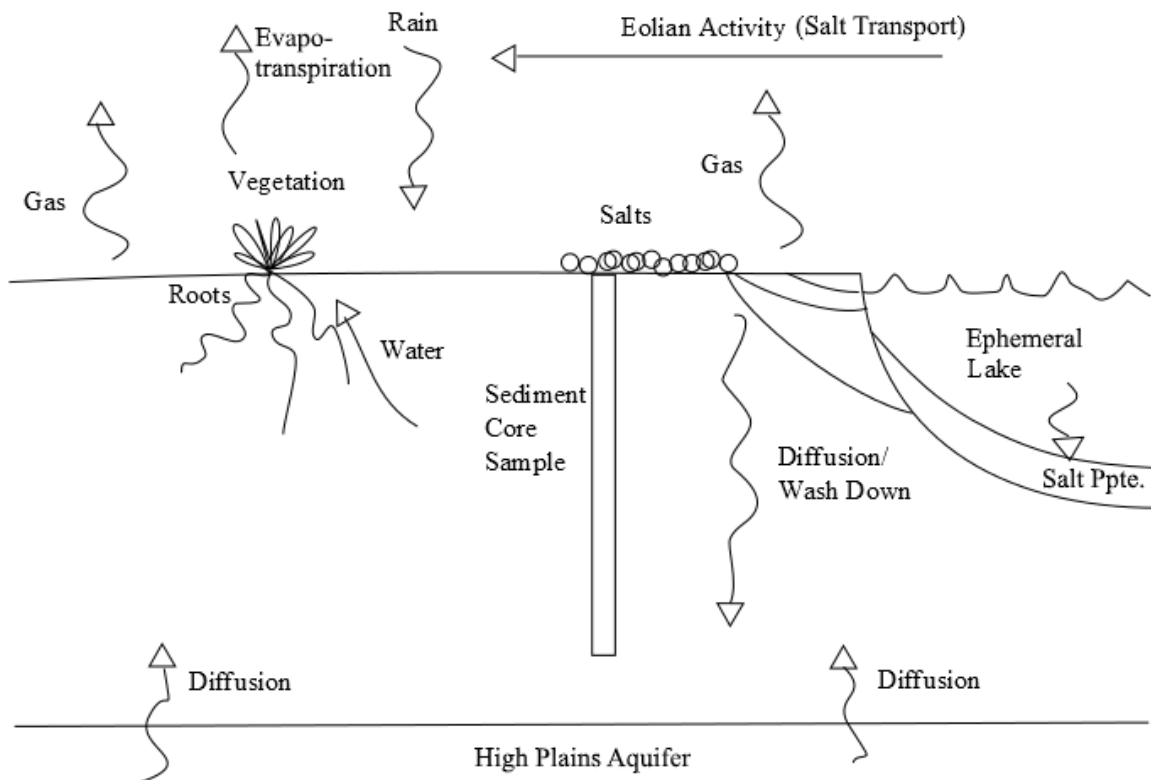 Eolian Activity (Salt Transport)
Rain
Evapo-
transpiration
Gas
Vegetation
Gas
Salts
Roots
Water
Ephemeral
Lake
Sediment
Core
Sample
Diffusion/
Wash Down
Salt Ppte.
Diffusion
Diffusion
High Plains Aquifer